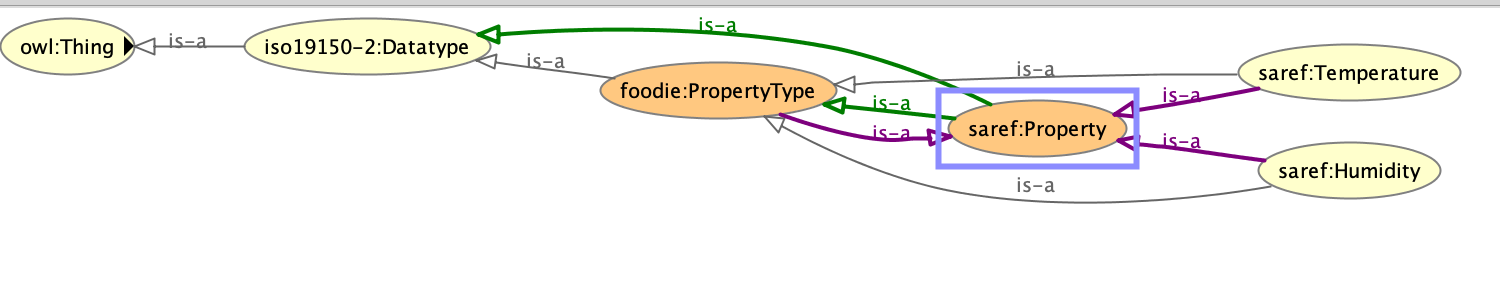 owl:Thing
is-a
iso19150-2:Datatype
is-a
is-a
foodie:PropertyType
is-a
is-a
saref:Property
is-a
is-a
is-a
is-a
saref:Temperature
saref:Humidity